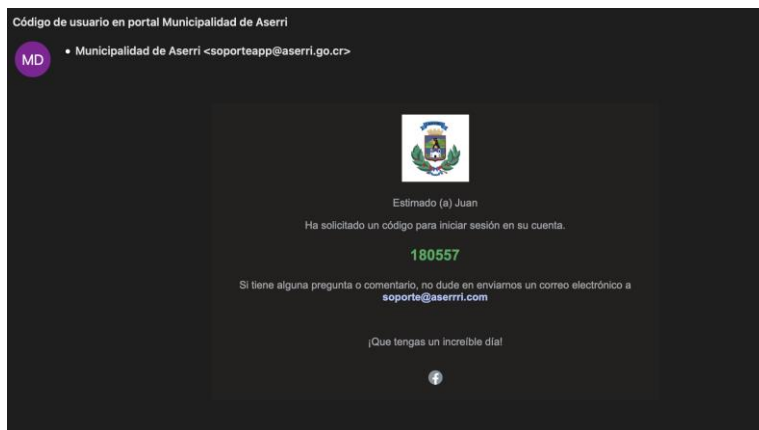 Código de usuario en portal Municipalidad de Aserri
MD
• Municipalidad de Aserri <soporteapp@aserri.go.cr>
Estimado (a) Juan
Ha solicitado un código para iniciar sesión en su cuenta.
180557
Si tiene alguna pregunta o comentario, no dude en enviarnos un correo electrónico a
soporte@aserrri.com
¡Que tengas un increíble día!